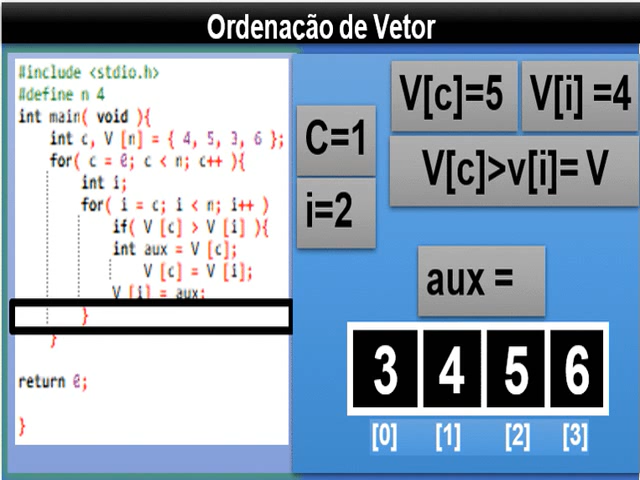 Ordenação de Vetor
#include <stdio.h>
#define n 4
int main( void ){
int c, V [n] = { 4, 5, 3, 6 };
for( c = 0; c < n; c++ ){
int i;
for( i = c; i < n; i++ )
if( V [c] > V [i] ){
int aux = V [c];
V [c] = V [i];
V [i] = aux;
}
}
return 0;
}
C=1
i=2
V[c]=5
V[i] =4
V[c]>v[i]= V
aux =
3 4 5 6
[0] [1] [2] [3]